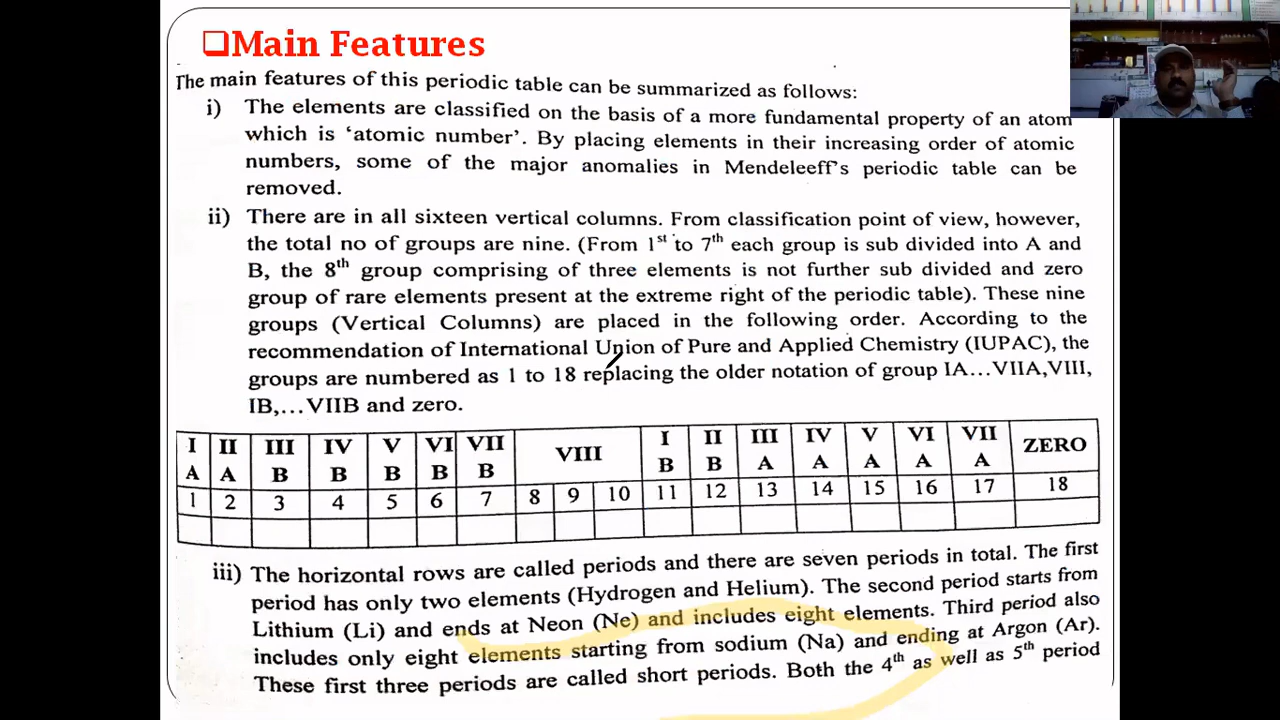 ❑Main Features
The main features of this periodic table can be summarized as follows:
i) The elements are classified on the basis of a more fundamental property of an atom
which is ‘atomic number’. By placing elements in their increasing order of atomic
numbers, some of the major anomalies in Mendeleeff's periodic table can be
removed.
ii) There are in all sixteen vertical columns. From classification point of view, however,
the total no of groups are nine. (From 1st to 7th each group is sub divided into A and
B, the 8th group comprising of three elements is not further sub divided and zero
group of rare elements present at the extreme right of the periodic table). These nine
groups (Vertical Columns) are placed in the following order. According to the
recommendation of International Union of Pure and Applied Chemistry (IUPAC), the
groups are numbered as 1 to 18 replacing the older notation of group IA...VIIA,VIII,
IB,...VIIB and zero.
I II III IV V VI VII VIII I II III IV V VI VII ZERO
A A B B B B B B B A A A A A
1 2 3 4 5 6 7 8 9 10 11 12 13 14 15 16 17 18
iii) The horizontal rows are called periods and there are seven periods in total. The first
period has only two elements (Hydrogen and Helium). The second period starts from
Lithium (Li) and ends at Neon (Ne) and includes eight elements. Third period also
includes only eight elements starting from sodium (Na) and ending at Argon (Ar).
These first three periods are called short periods. Both the 4th as well as 5th period